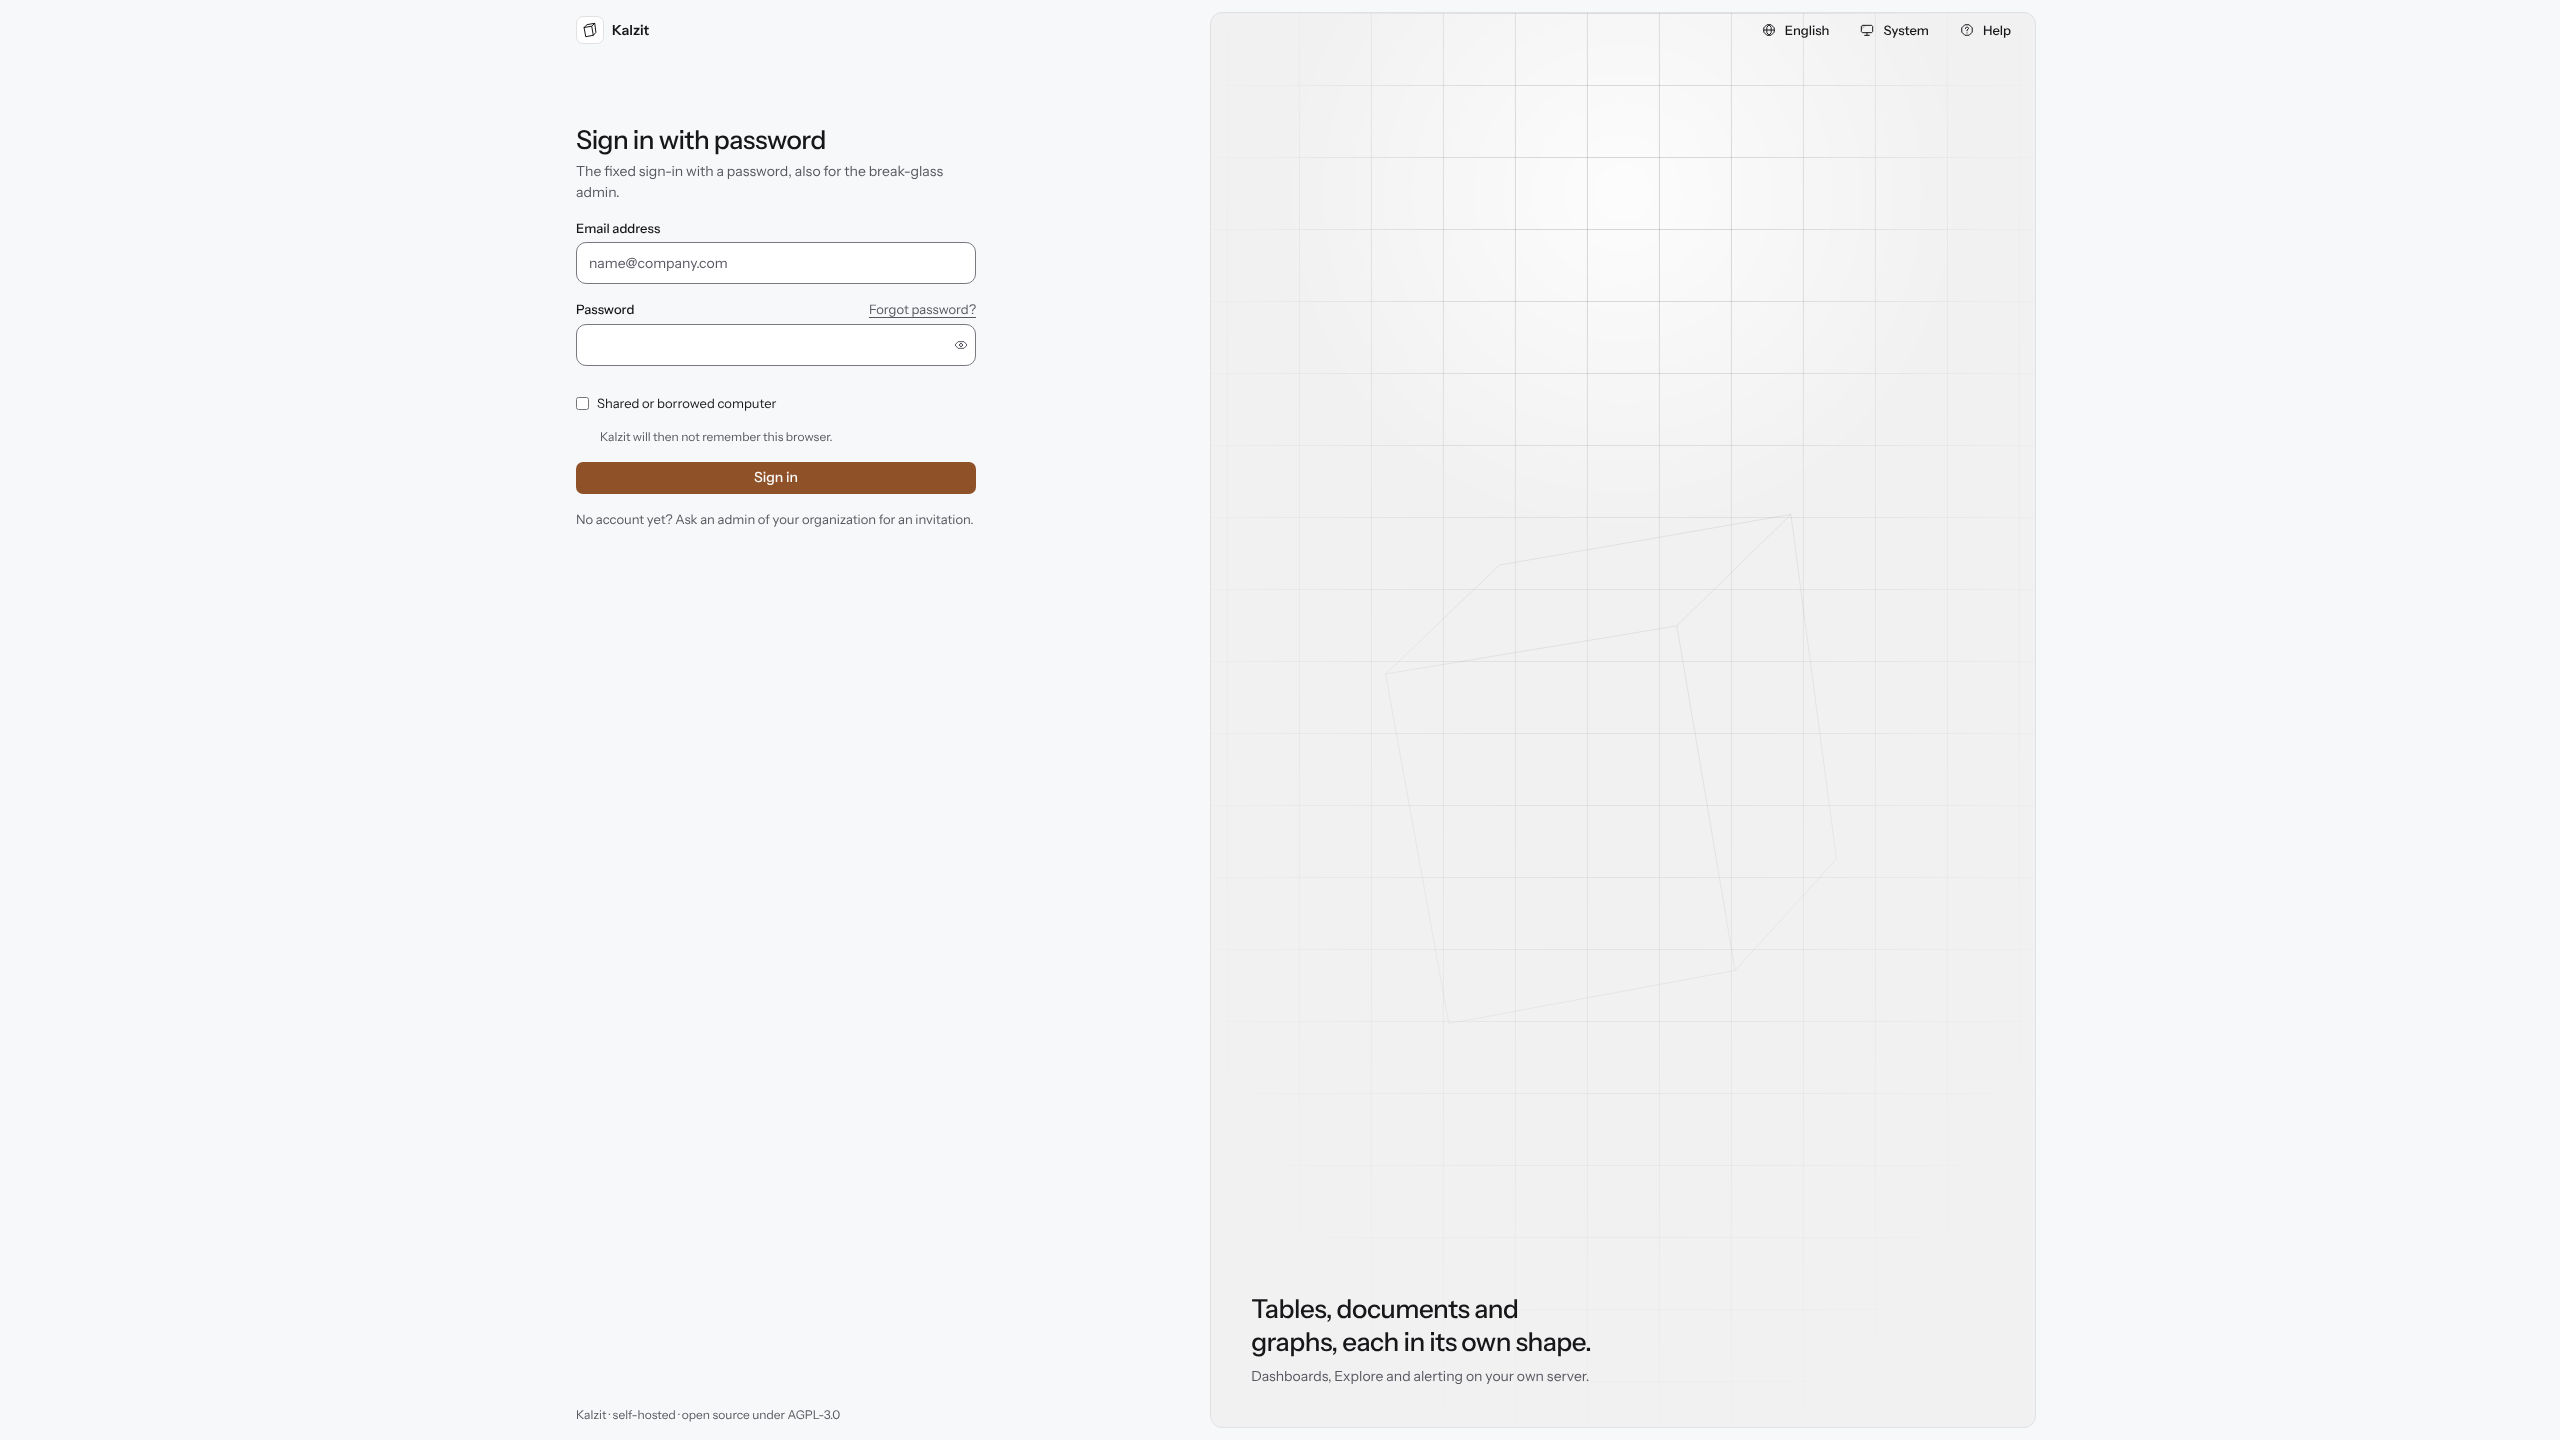 Kalzit
English
System
Help
Sign in with password
The fixed sign-in with a password, also for the break-glass
admin.
Email address
name@company.com
Password
Forgot password?
Shared or borrowed computer
Kalzit will then not remember this browser.
Sign in
No account yet? Ask an admin of your organization for an invitation.
Tables, documents and
graphs, each in its own shape.
Dashboards, Explore and alerting on your own server.
Kalzit · self-hosted · open source under AGPL-3.0